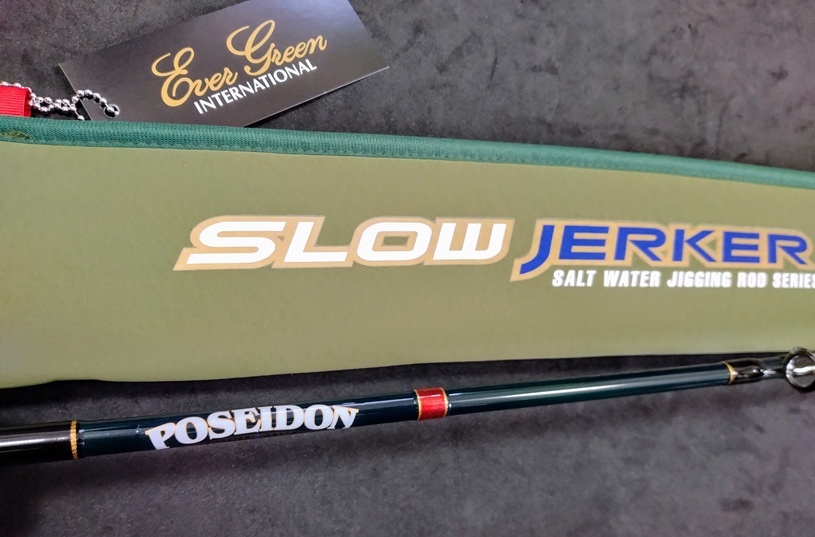 Ever Green
INTERNATIONAL
SLOW JERKER
SALT WATER JIGGING ROD SERIES
POSEIDON